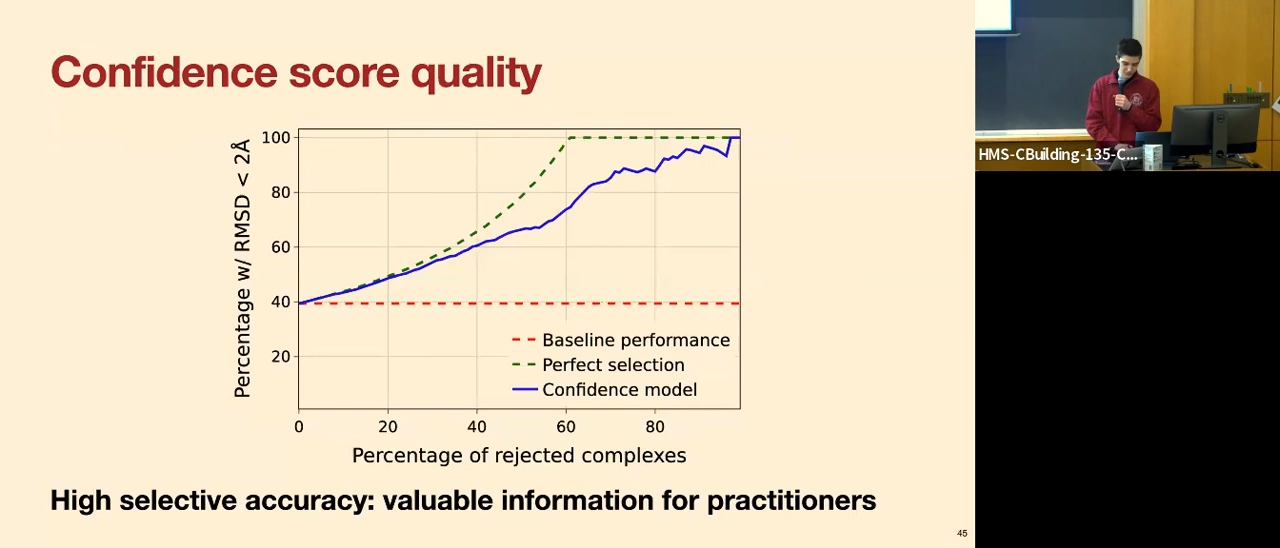 Confidence score quality
Percentage w/ RMSD < 2Å
100
80
60
40
20
Baseline performance
Perfect selection
Confidence model
0 20 40 60 80
Percentage of rejected complexes
High selective accuracy: valuable information for practitioners
45
HMS-CBuilding-135-C...